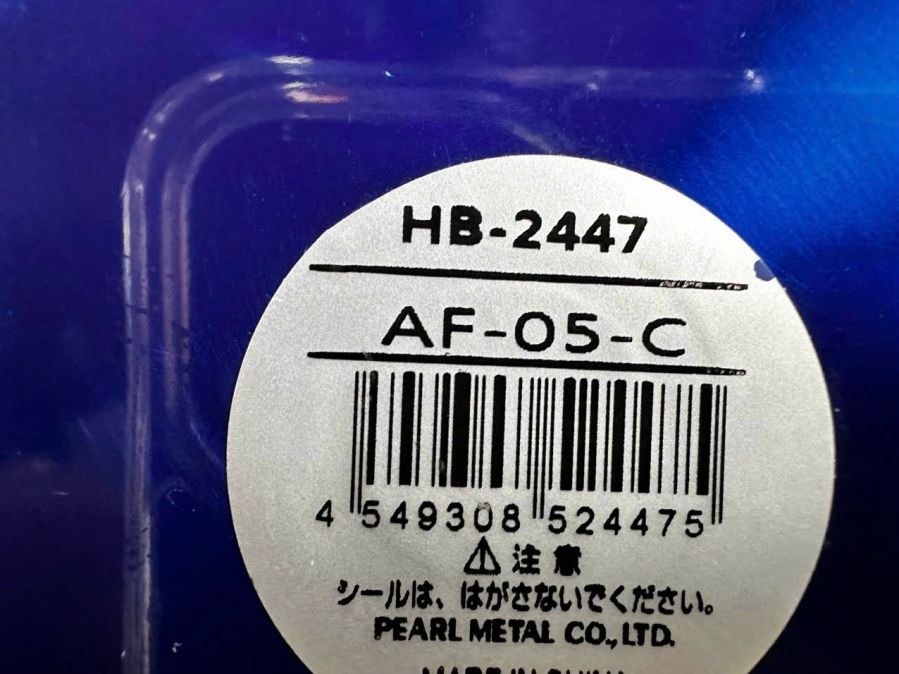 HB-2447
AF-05-C
4 549308 524475
⚠ 注意
シールは、はがさないでください。
PEARL METAL CO., LTD.